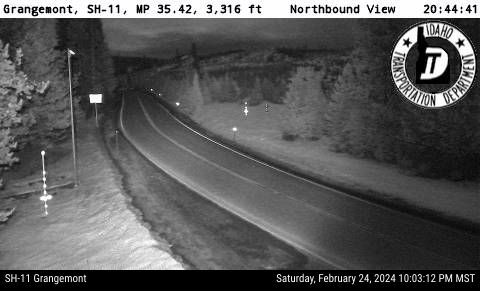 Grangemont, SH-11, MP 35.42, 3,316 ft Northbound View 20:44:41
IDAHO
TRANSPORTATION DEPARTMENT
SH-11 Grangemont Saturday, February 24, 2024 10:03:12 PM MST